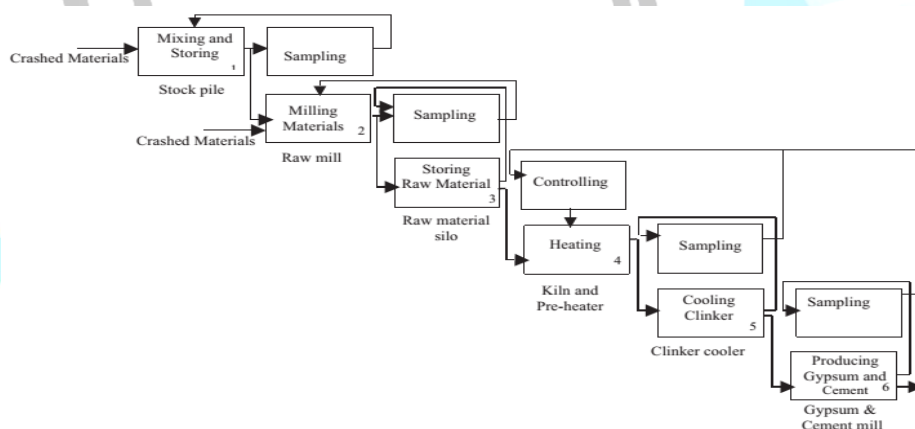 Crashed Materials
Mixing and
Storing
1
Sampling
Stock pile
Crashed Materials
Milling
Materials
2
Sampling
Raw mill
Storing
Raw Material
3
Controlling
Raw material
silo
Heating
4
Sampling
Kiln and
Pre-heater
Cooling
Clinker
5
Sampling
Clinker cooler
Producing
Gypsum and
Cement 6
Gypsum &
Cement mill